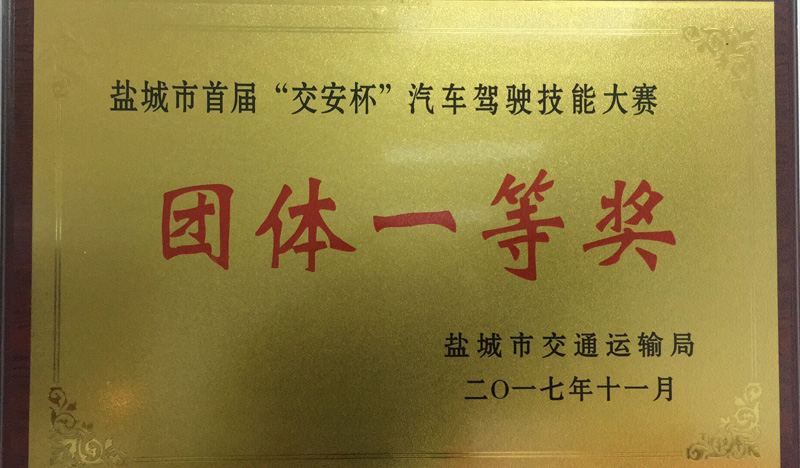 盐城市首届“交安杯”汽车驾驶技能大赛
团体一等奖
盐城市交通运输局
二〇一七年十一月